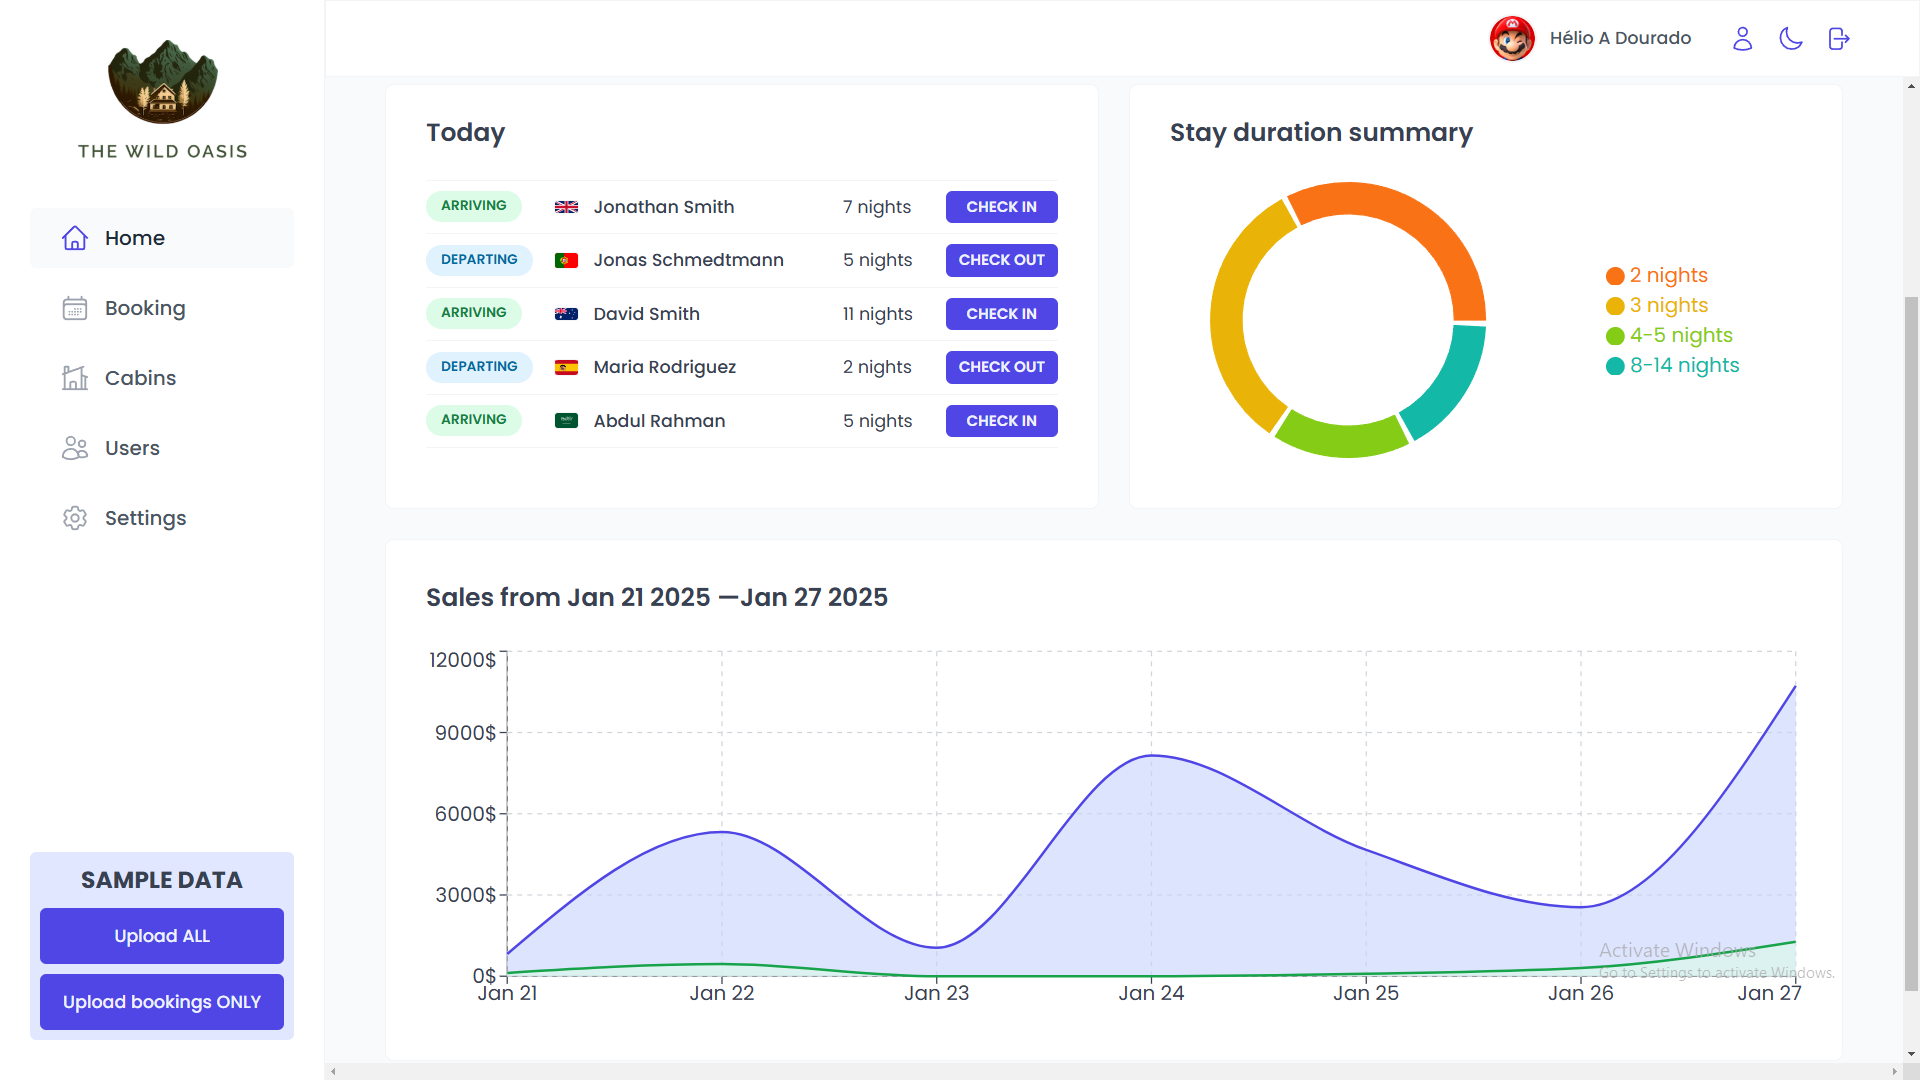 THE WILD OASIS
Home
Booking
Cabins
Users
Settings
SAMPLE DATA
Upload ALL
Upload bookings ONLY
Hélio A Dourado
Today
ARRIVING Jonathan Smith 7 nights CHECK IN
DEPARTING Jonas Schmedtmann 5 nights CHECK OUT
ARRIVING David Smith 11 nights CHECK IN
DEPARTING Maria Rodriguez 2 nights CHECK OUT
ARRIVING Abdul Rahman 5 nights CHECK IN
Stay duration summary
2 nights
3 nights
4-5 nights
8-14 nights
Sales from Jan 21 2025 —Jan 27 2025
12000$
9000$
6000$
3000$
0$
Jan 21 Jan 22 Jan 23 Jan 24 Jan 25 Jan 26 Jan 27
Activate Windows
Go to Settings to activate Windows.